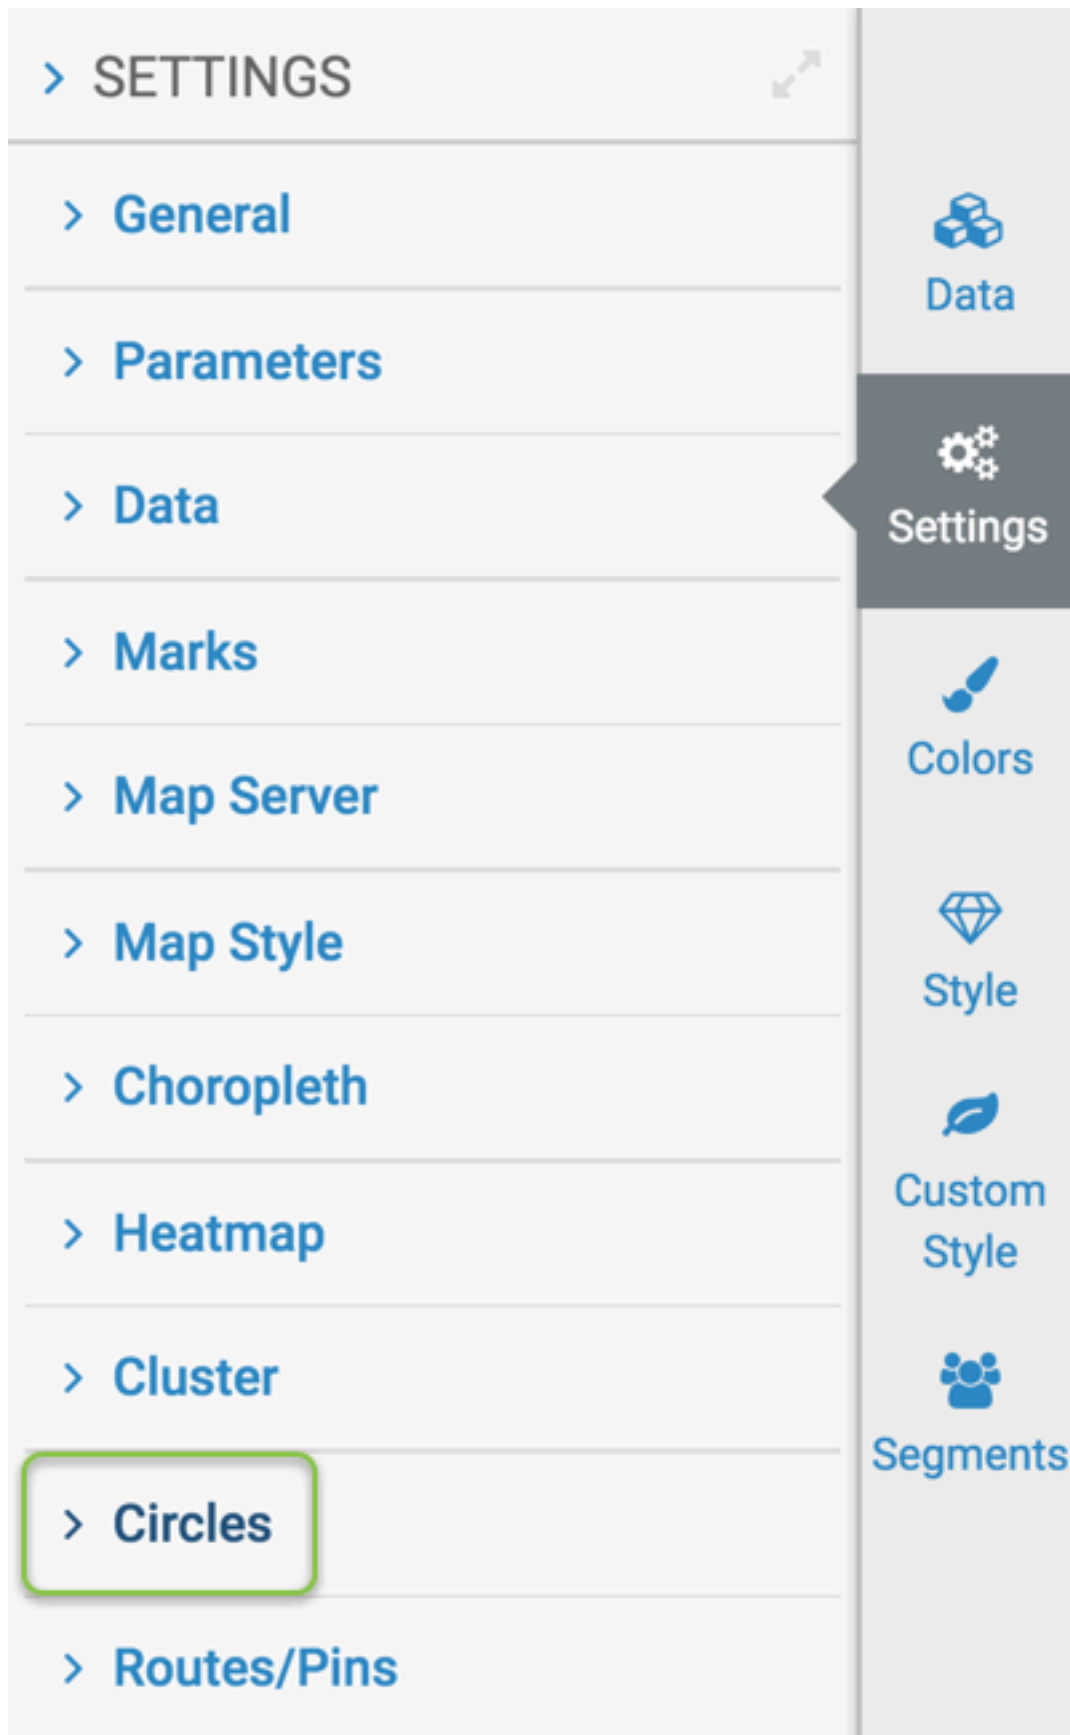 SETTINGS
General
Parameters
Data
Marks
Map Server
Map Style
Choropleth
Heatmap
Cluster
Circles
Routes/Pins
Data
Settings
Colors
Style
Custom
Style
Segments